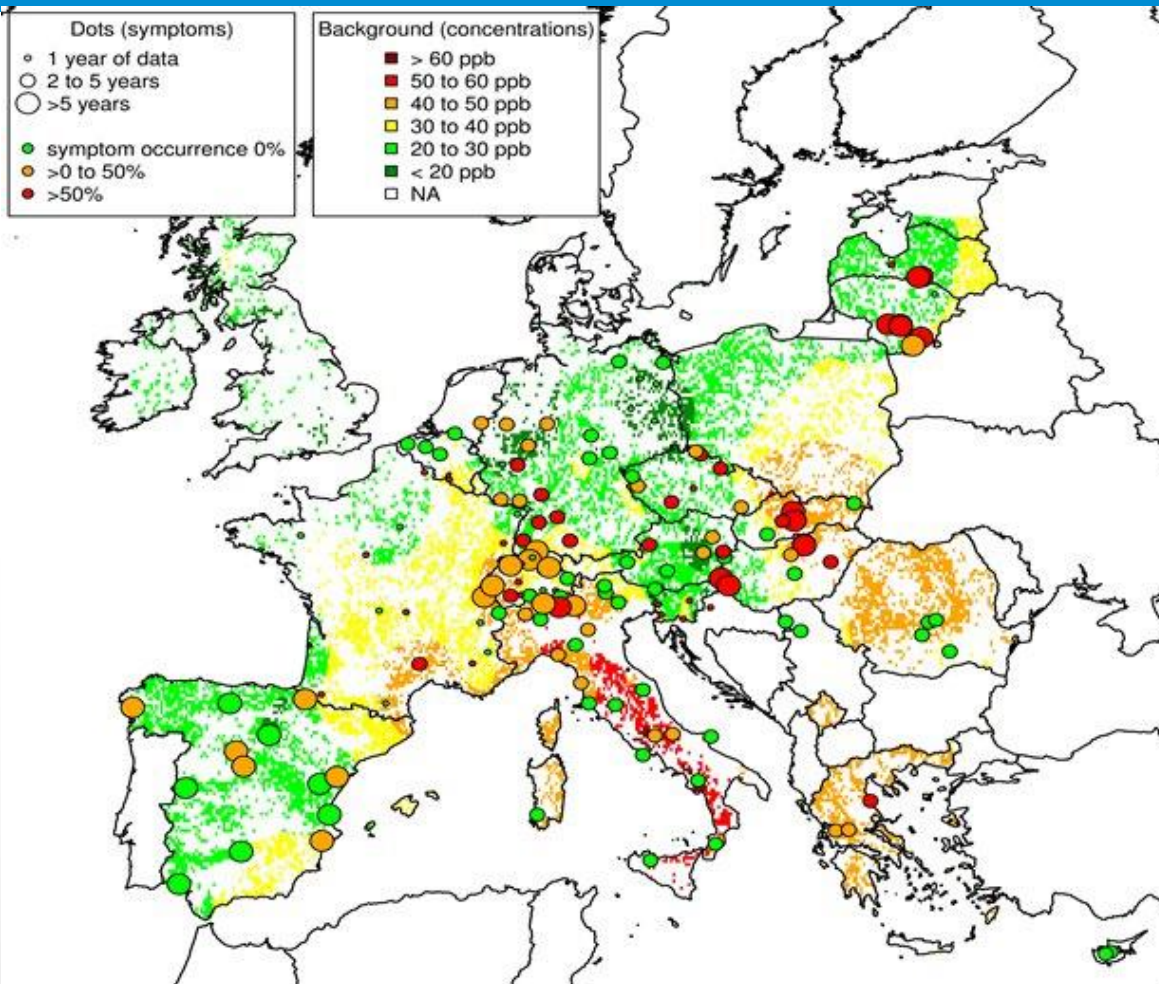 Dots (symptoms)
1 year of data
2 to 5 years
>5 years
symptom occurrence 0%
>0 to 50%
>50%
Background (concentrations)
> 60 ppb
50 to 60 ppb
40 to 50 ppb
30 to 40 ppb
20 to 30 ppb
< 20 ppb
NA